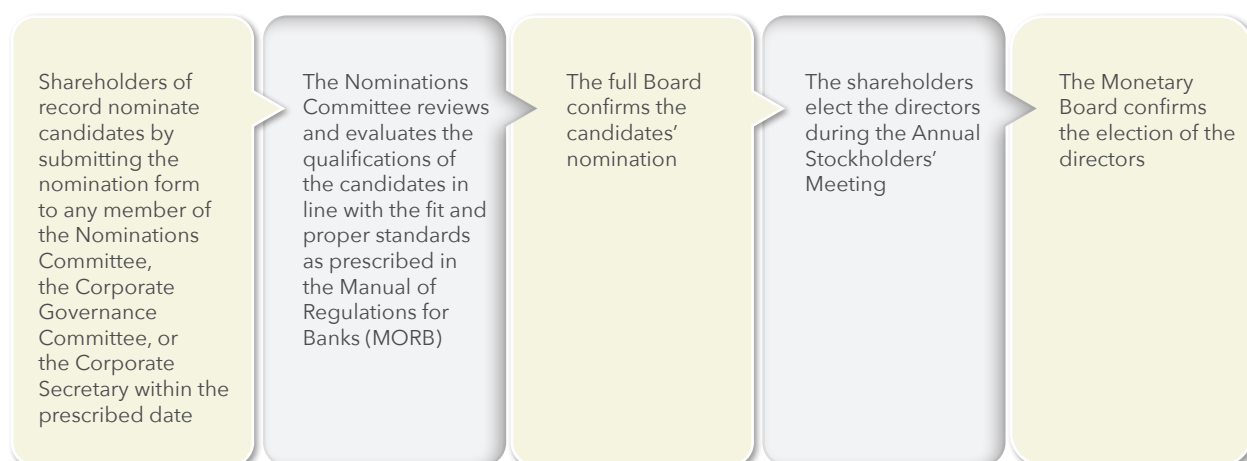 Shareholders of
record nominate
candidates by
submitting the
nomination form
to any member of
the Nominations
Committee,
the Corporate
Governance
Committee, or
the Corporate
Secretary within the
prescribed date
The Nominations
Committee reviews
and evaluates the
qualifications of
the candidates in
line with the fit and
proper standards
as prescribed in
the Manual of
Regulations for
Banks (MORB)
The full Board
confirms the
candidates’
nomination
The shareholders
elect the directors
during the Annual
Stockholders’
Meeting
The Monetary
Board confirms
the election of the
directors